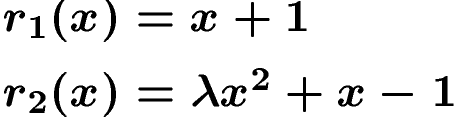 r₁(x) = x + 1
r₂(x) = λx² + x − 1